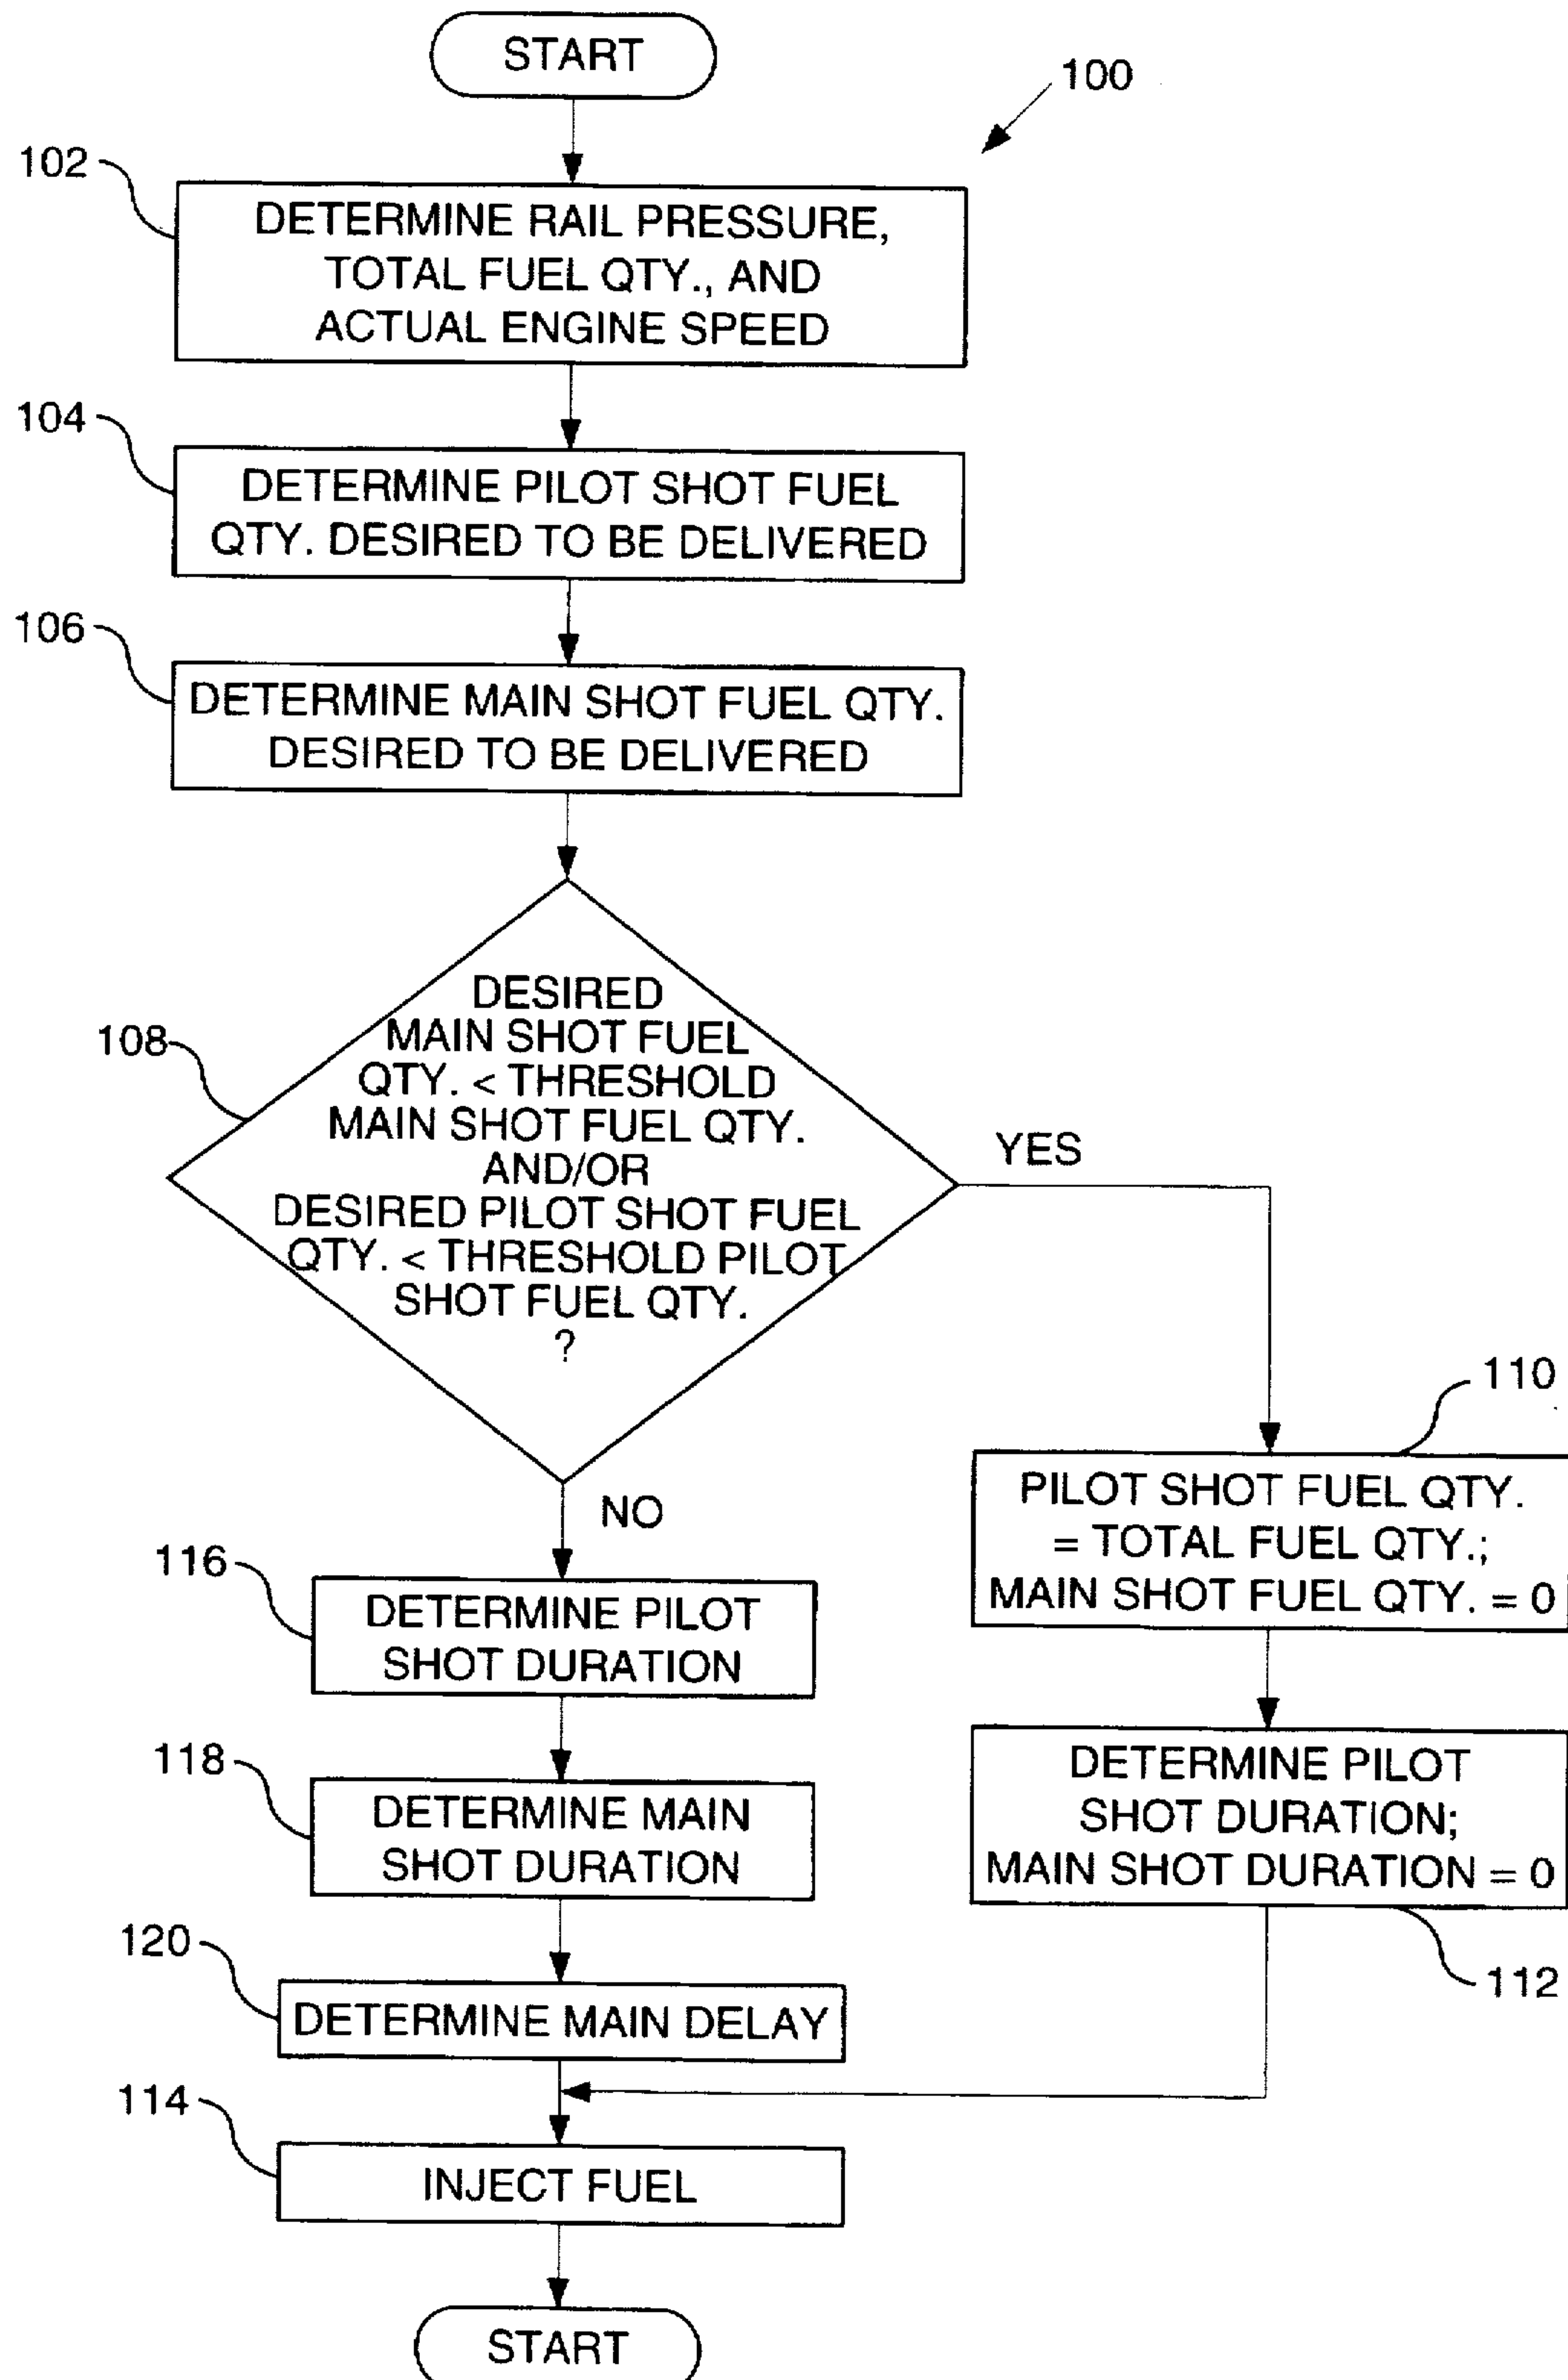 START
100
102
DETERMINE RAIL PRESSURE,
TOTAL FUEL QTY., AND
ACTUAL ENGINE SPEED
104
DETERMINE PILOT SHOT FUEL
QTY. DESIRED TO BE DELIVERED
106
DETERMINE MAIN SHOT FUEL QTY.
DESIRED TO BE DELIVERED
108
DESIRED
MAIN SHOT FUEL
QTY. < THRESHOLD
MAIN SHOT FUEL QTY.
AND/OR
DESIRED PILOT SHOT FUEL
QTY. < THRESHOLD PILOT
SHOT FUEL QTY.
?
YES
110
PILOT SHOT FUEL QTY.
= TOTAL FUEL QTY.;
MAIN SHOT FUEL QTY. = 0
DETERMINE PILOT
SHOT DURATION;
MAIN SHOT DURATION = 0
112
NO
116
DETERMINE PILOT
SHOT DURATION
118
DETERMINE MAIN
SHOT DURATION
120
DETERMINE MAIN DELAY
114
INJECT FUEL
START